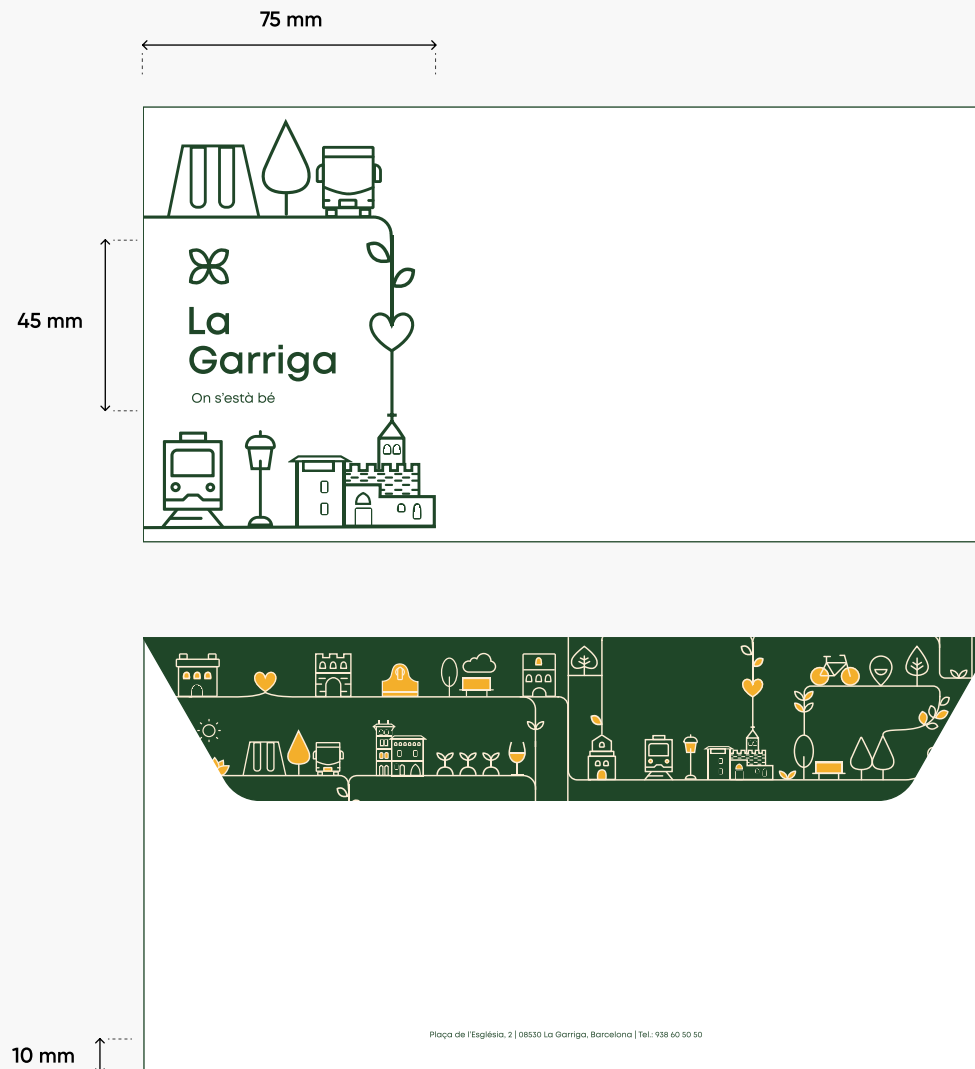 75 mm
45 mm
La
Garriga
On s'està bé
Plaça de l'Església, 2 | 08530 La Garriga, Barcelona | Tel.: 938 60 50 50
10 mm